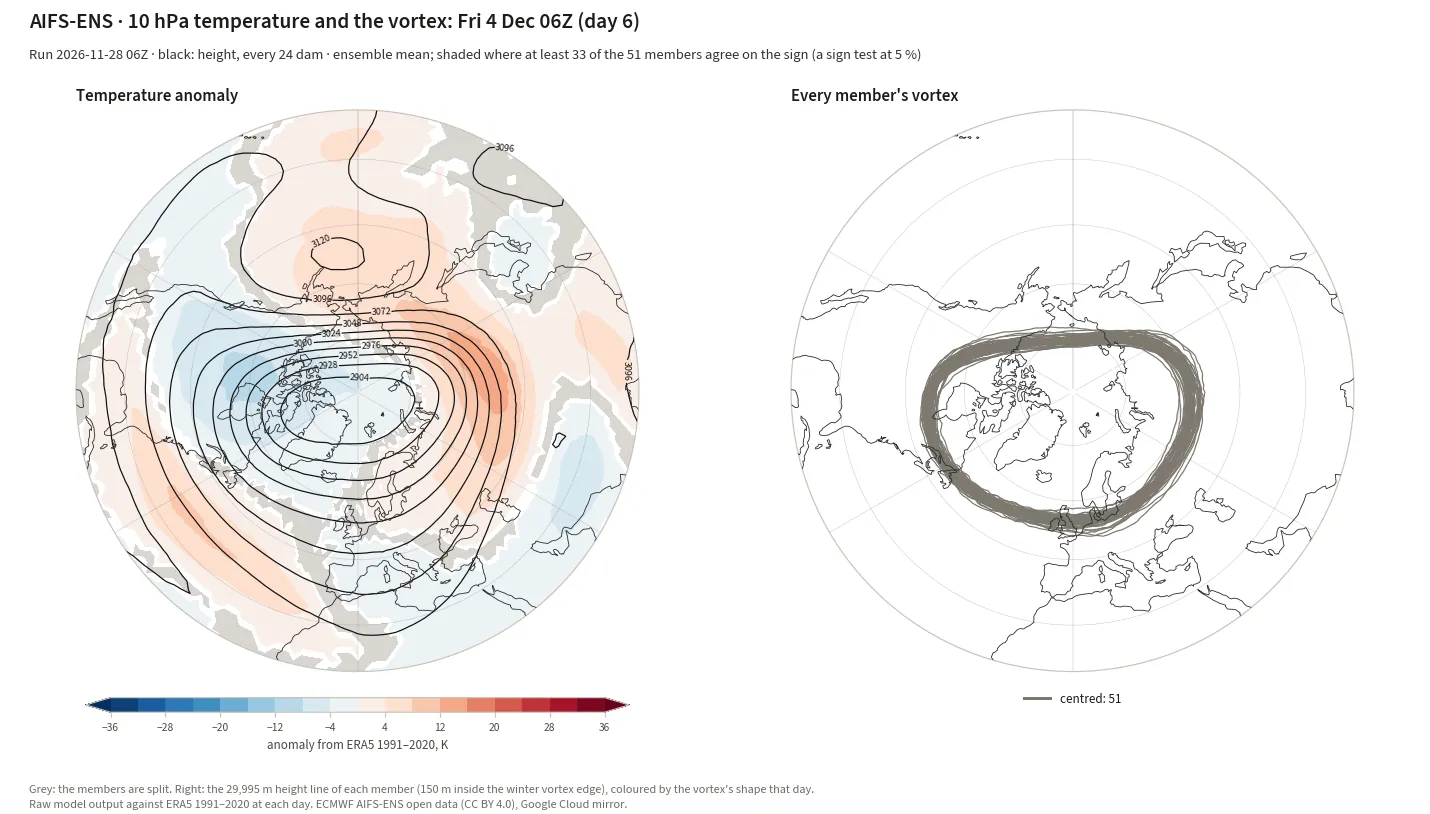 AIFS-ENS · 10 hPa temperature and the vortex: Fri 4 Dec 06Z (day 6)
Run 2026-11-28 06Z · black: height, every 24 dam · ensemble mean; shaded where at least 33 of the 51 members agree on the sign (a sign test at 5 %)
Temperature anomaly
Every member's vortex
3096
3120
3096
3072
3048
3024
3000
2976
2952
2928
2904
3096
centred: 51
−36 −28 −20 −12 −4 4 12 20 28 36
anomaly from ERA5 1991–2020, K
Grey: the members are split. Right: the 29,995 m height line of each member (150 m inside the winter vortex edge), coloured by the vortex's shape that day.
Raw model output against ERA5 1991–2020 at each day. ECMWF AIFS-ENS open data (CC BY 4.0), Google Cloud mirror.